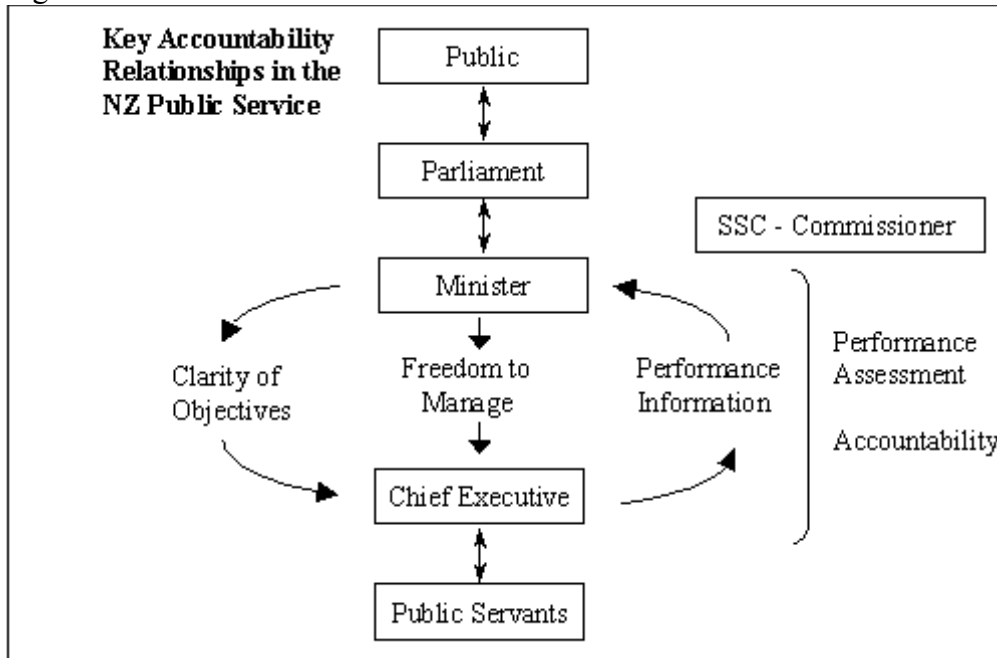 Key Accountability
Relationships in the
NZ Public Service
Public
Parliament
SSC - Commissioner
Minister
Clarity of
Objectives
Freedom to
Manage
Performance
Information
Performance
Assessment
Accountability
Chief Executive
Public Servants